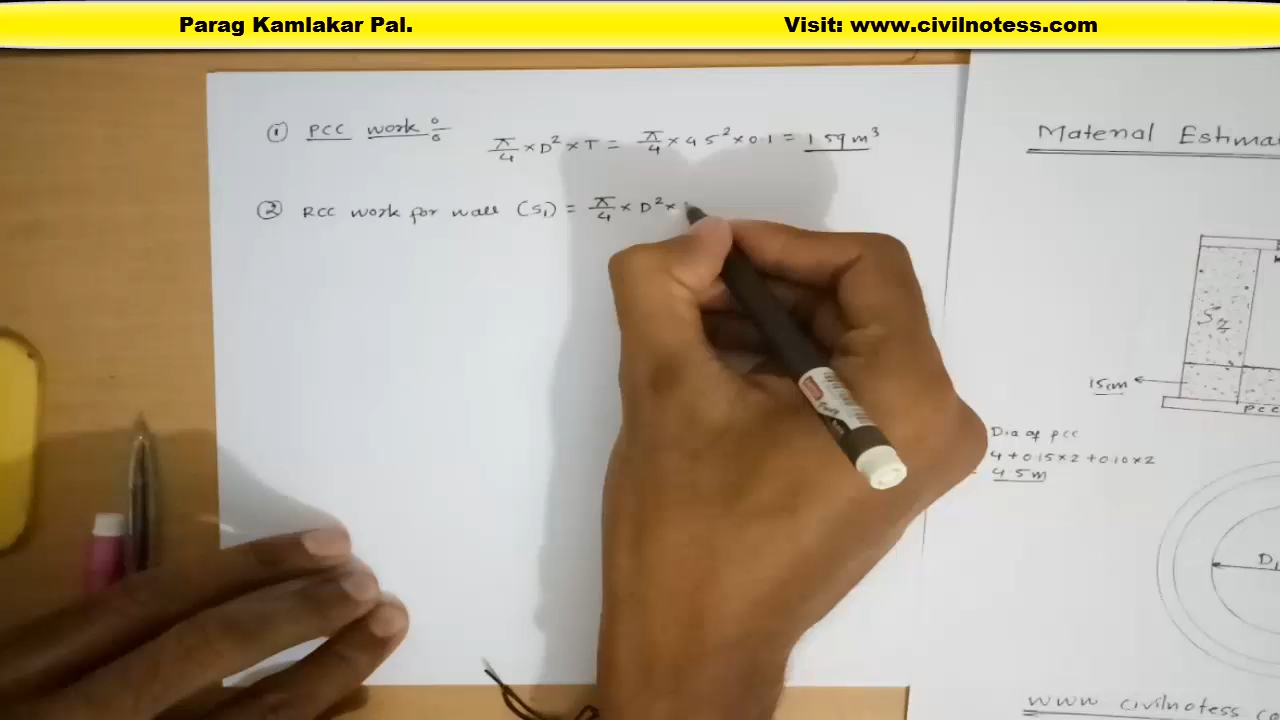 Parag Kamlakar Pal.
Visit: www.civilnotess.com
① PCC work :-
π/4 × D² × T = π/4 × 4.5² × 0.1 = 1.59 m³
② RCC work for wall (S₁) = π/4 × D² ×
Material Estima
S₂
15cm
PCC
Dia of PCC
4 + 0.15 × 2 + 0.10 × 2
4.5m
D₁
www civilnotess.co